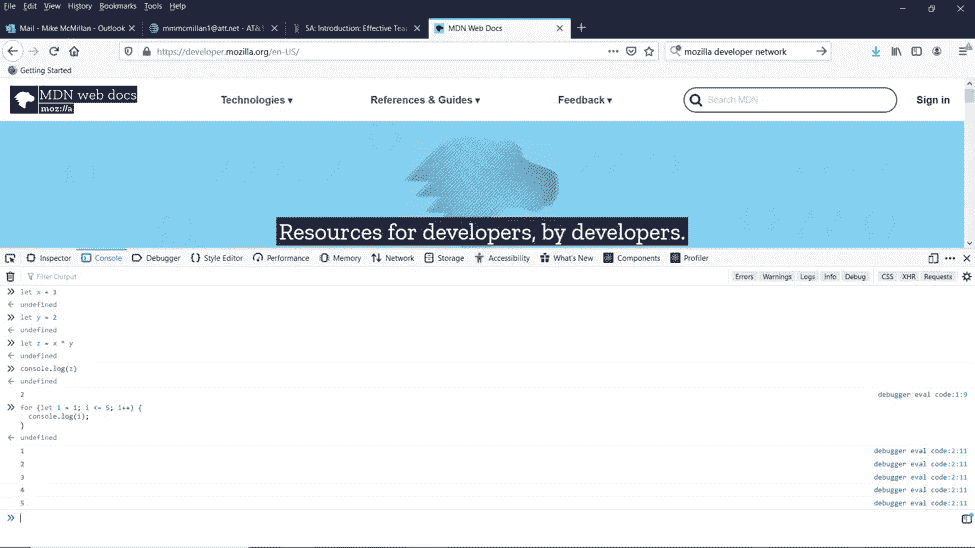 File Edit View History Bookmarks Tools Help
Mail - Mike McMillan - Outlook
mmmcmillan1@att.net - AT&
5A: Introduction: Effective Tea
MDN Web Docs
https://developer.mozilla.org/en-US/
mozilla developer network
Getting Started
MDN web docs
moz://a
Technologies ▾ References & Guides ▾ Feedback ▾ Search MDN Sign in
Resources for developers, by developers.
Inspector Console Debugger {} Style Editor Performance Memory Network Storage Accessibility What's New Components Profiler
Filter Output Errors Warnings Logs Info Debug CSS XHR Requests
let x = 1
undefined
let y = 2
undefined
let z = x * y
undefined
console.log(z)
undefined
2 debugger eval code:1:9
for (let i = 1; i <= 5; i++) {
console.log(i);
}
undefined
1 debugger eval code:2:11
2 debugger eval code:2:11
3 debugger eval code:2:11
4 debugger eval code:2:11
5 debugger eval code:2:11